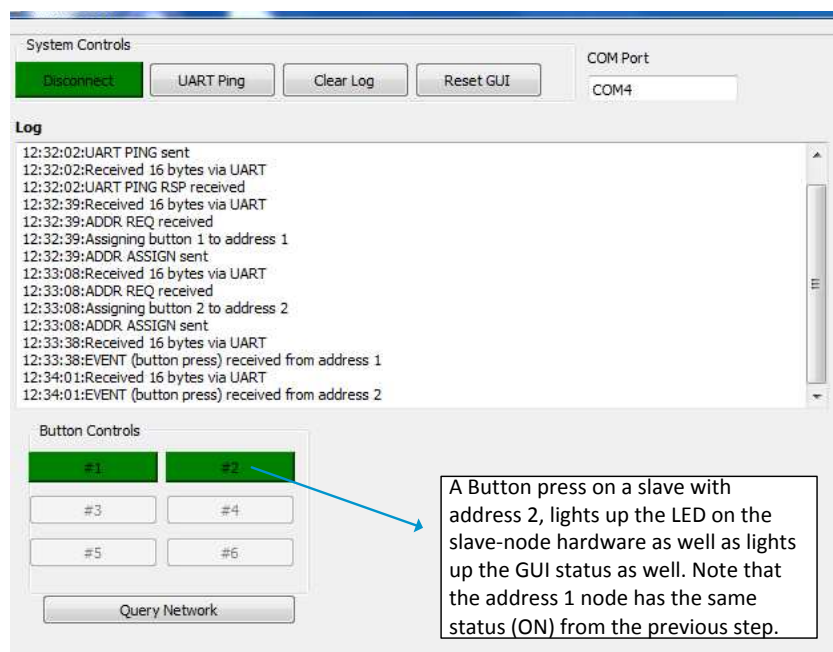 System Controls
COM Port
Disconnect UART Ping Clear Log Reset GUI
COM4
Log
12:32:02:UART PING sent
12:32:02:Received 16 bytes via UART
12:32:02:UART PING RSP received
12:32:39:Received 16 bytes via UART
12:32:39:ADDR REQ received
12:32:39:Assigning button 1 to address 1
12:32:39:ADDR ASSIGN sent
12:33:08:Received 16 bytes via UART
12:33:08:ADDR REQ received
12:33:08:Assigning button 2 to address 2
12:33:08:ADDR ASSIGN sent
12:33:38:Received 16 bytes via UART
12:33:38:EVENT (button press) received from address 1
12:34:01:Received 16 bytes via UART
12:34:01:EVENT (button press) received from address 2
Button Controls
#1 #2
#3 #4
#5 #6
Query Network
A Button press on a slave with
address 2, lights up the LED on the
slave-node hardware as well as lights
up the GUI status as well. Note that
the address 1 node has the same
status (ON) from the previous step.